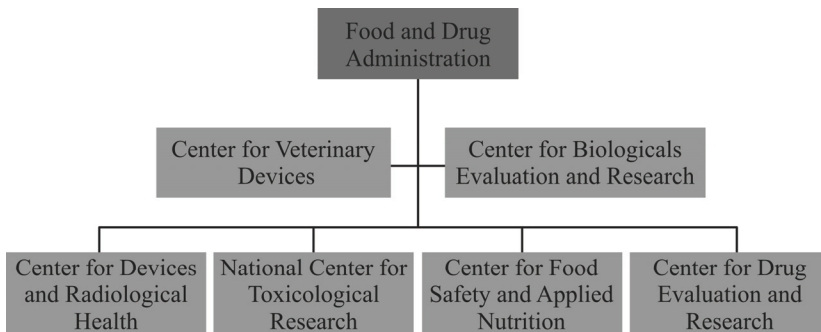 Food and Drug
Administration
Center for Veterinary
Devices
Center for Biologicals
Evaluation and Research
Center for Devices
and Radiological
Health
National Center for
Toxicological
Research
Center for Food
Safety and Applied
Nutrition
Center for Drug
Evaluation and
Research